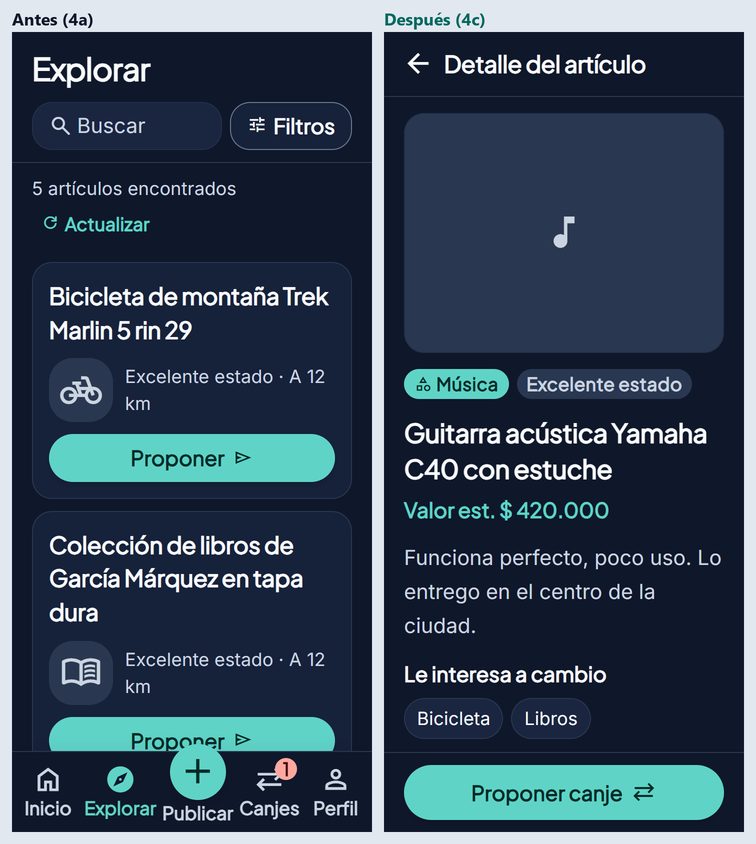 Antes (4a)
Explorar
Buscar
Filtros
5 artículos encontrados
Actualizar
Bicicleta de montaña Trek
Marlin 5 rin 29
Excelente estado · A 12
km
Proponer
Colección de libros de
García Márquez en tapa
dura
Excelente estado · A 12
km
Proponer
1
Inicio
Explorar
Publicar
Canjes
Perfil
Después (4c)
Detalle del artículo
Música
Excelente estado
Guitarra acústica Yamaha
C40 con estuche
Valor est. $ 420.000
Funciona perfecto, poco uso. Lo
entrego en el centro de la
ciudad.
Le interesa a cambio
Bicicleta
Libros
Proponer canje